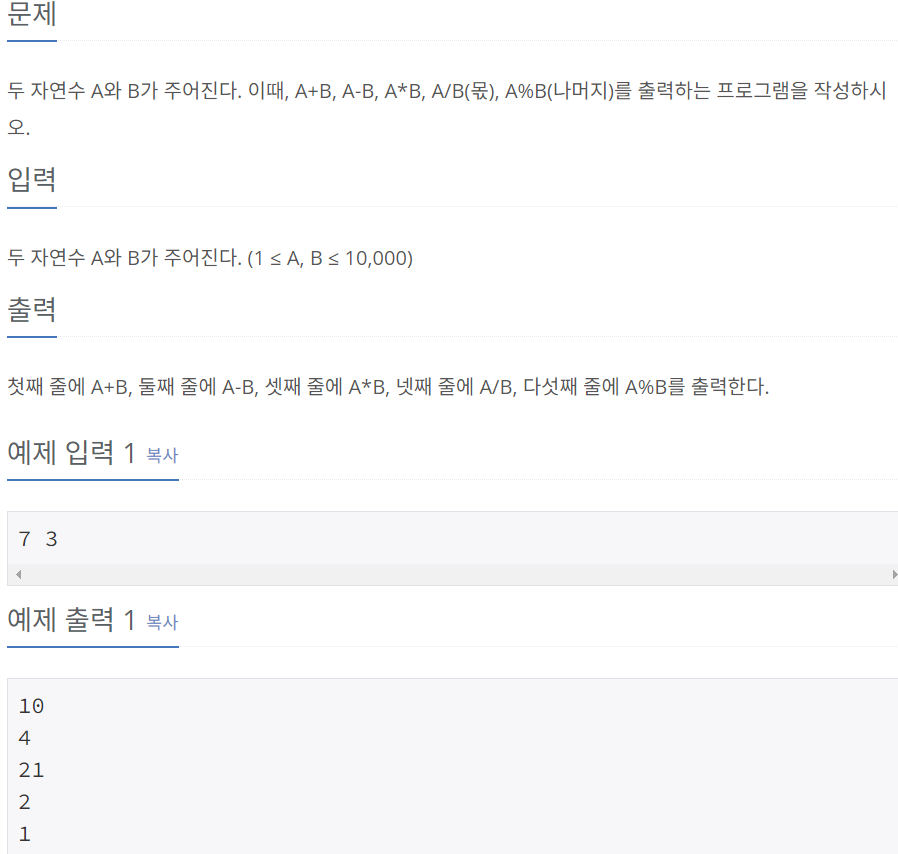 문제
두 자연수 A와 B가 주어진다. 이때, A+B, A-B, A*B, A/B(몫), A%B(나머지)를 출력하는 프로그램을 작성하시
오.
입력
두 자연수 A와 B가 주어진다. (1 ≤ A, B ≤ 10,000)
출력
첫째 줄에 A+B, 둘째 줄에 A-B, 셋째 줄에 A*B, 넷째 줄에 A/B, 다섯째 줄에 A%B를 출력한다.
예제 입력 1 복사
7 3
예제 출력 1 복사
10
4
21
2
1